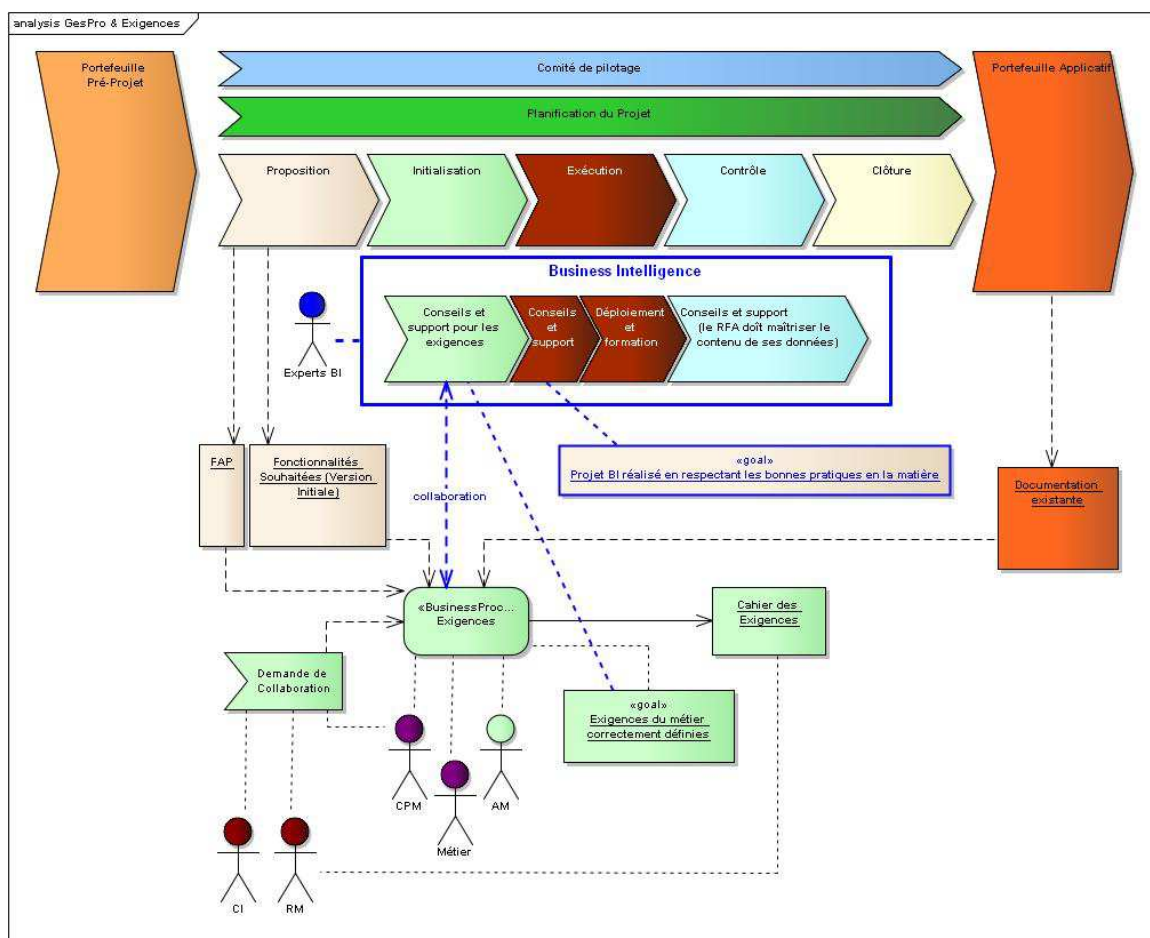 analysis GesPro & Exigences
Portefeuille
Pré-Projet
Comité de pilotage
Portefeuille Applicatif
Planification du Projet
Proposition
Initialisation
Exécution
Contrôle
Clôture
Business Intelligence
Conseils et
support pour les
exigences
Conseils
et
support
Déploiement
et
formation
Conseils et support
(le RFA doit maîtriser le
contenu de ses données)
Experts BI
FAP
Fonctionnalités
Souhaitées (Version
Initiale)
collaboration
«goal»
Projet BI réalisé en respectant les bonnes pratiques en la matière
Documentation
existante
«BusinessProc...
Exigences
Cahier des
Exigences
Demande de
Collaboration
«goal»
Exigences du métier
correctement définies
CPM
AM
Métier
CI
RM